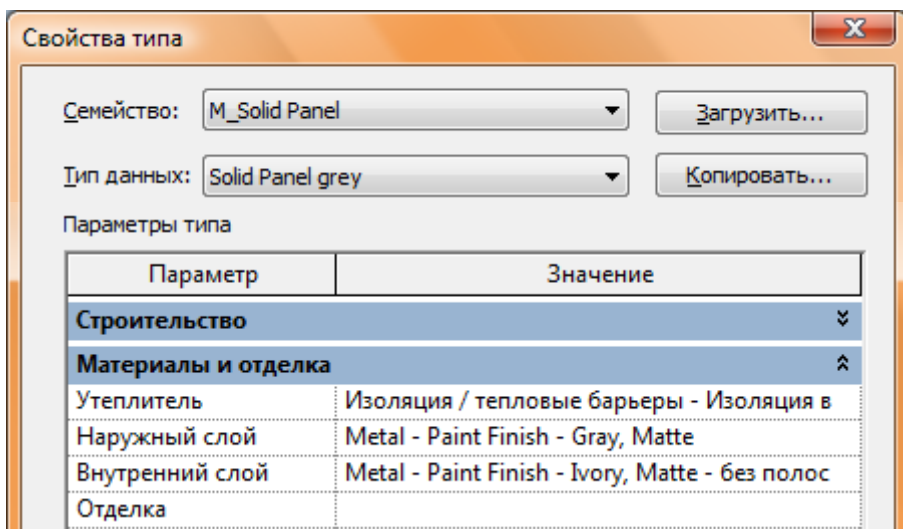 Свойства типа
Семейство: M_Solid Panel Загрузить...
Тип данных: Solid Panel grey Копировать...
Параметры типа
Параметр Значение
Строительство
Материалы и отделка
Утеплитель Изоляция / тепловые барьеры - Изоляция в
Наружный слой Metal - Paint Finish - Gray, Matte
Внутренний слой Metal - Paint Finish - Ivory, Matte - без полос
Отделка